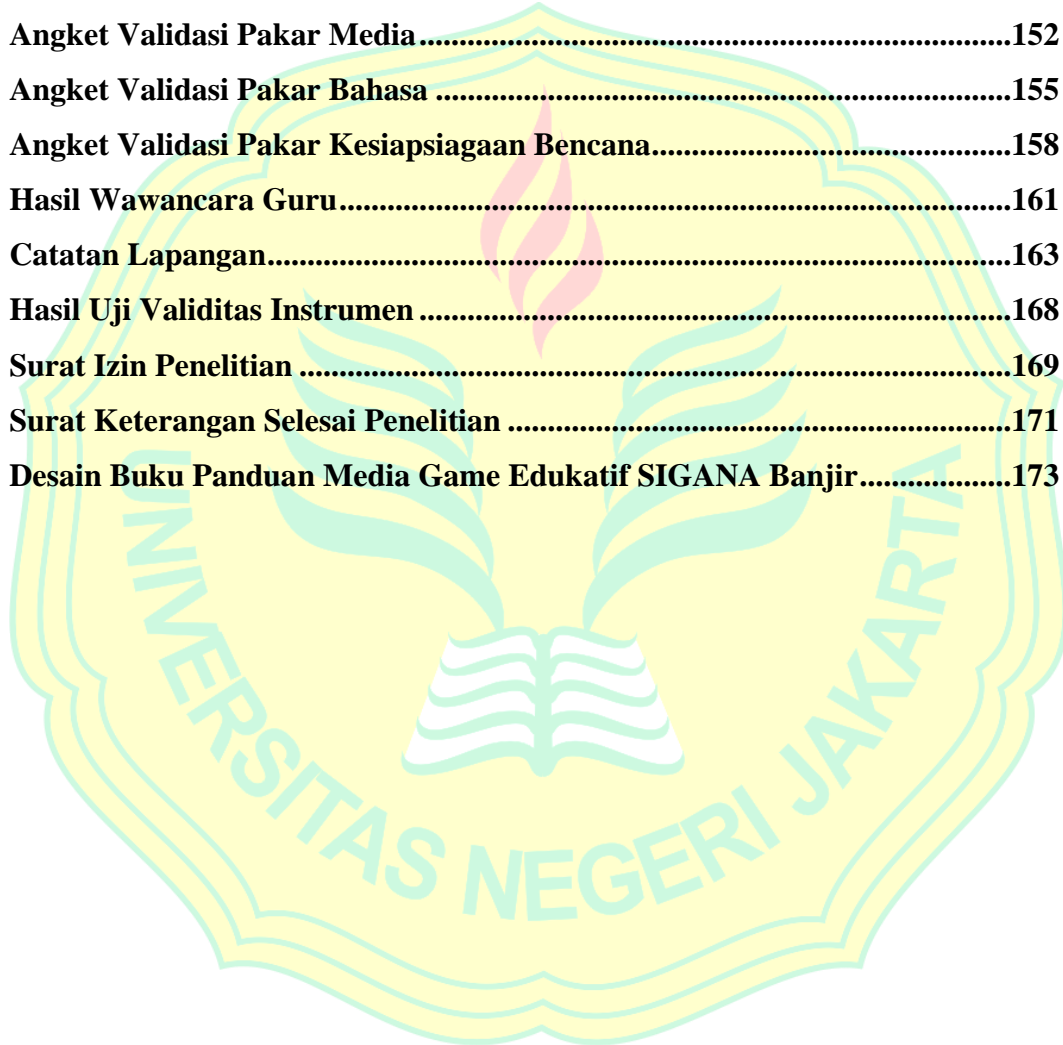 Angket Validasi Pakar Media....................................................................................152
Angket Validasi Pakar Bahasa ..................................................................................155
Angket Validasi Pakar Kesiapsiagaan Bencana.....................................................158
Hasil Wawancara Guru...............................................................................................161
Catatan Lapangan.........................................................................................................163
Hasil Uji Validitas Instrumen ....................................................................................168
Surat Izin Penelitian .....................................................................................................169
Surat Keterangan Selesai Penelitian ........................................................................171
Desain Buku Panduan Media Game Edukatif SIGANA Banjir...................173
UNIVERSITAS NEGERI JAKARTA